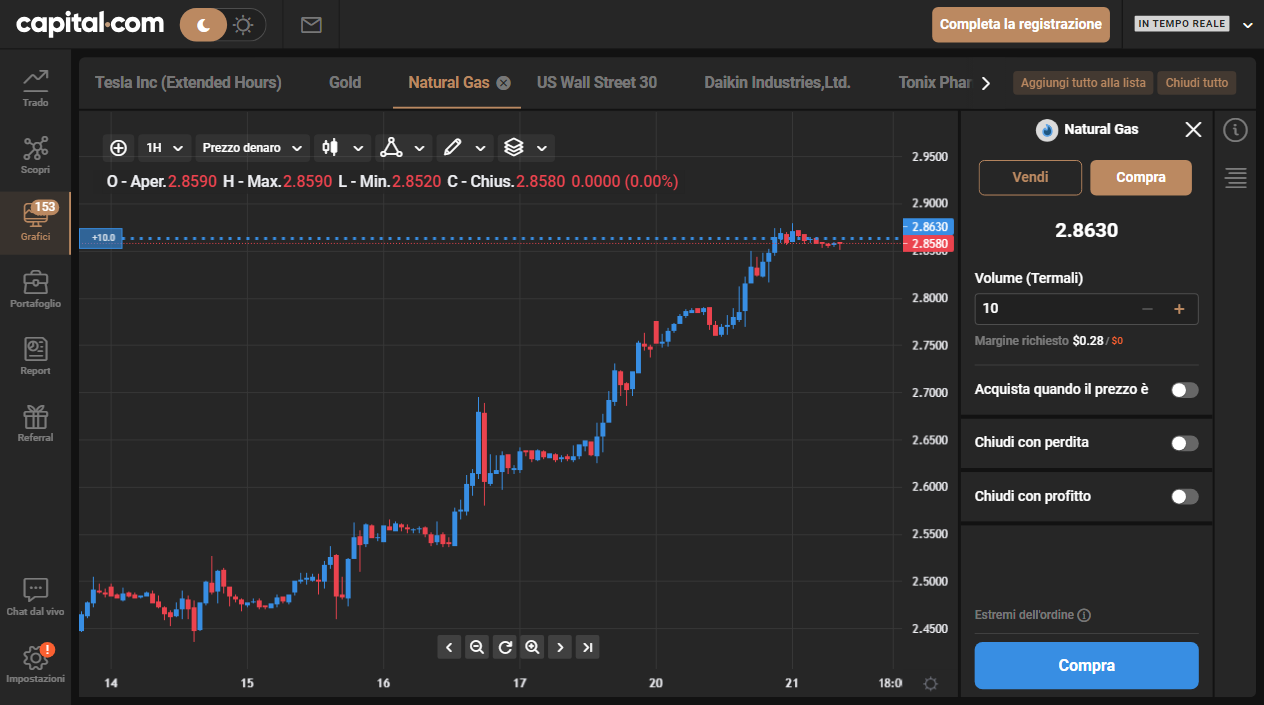 capital.com
Completa la registrazione
IN TEMPO REALE
Trado
Scopri
153
Grafici
Portafoglio
Report
Referral
Chat dal vivo
!
Impostazioni
Tesla Inc (Extended Hours)
Gold
Natural Gas
US Wall Street 30
Daikin Industries,Ltd.
Tonix Phar
Aggiungi tutto alla lista
Chiudi tutto
1H
Prezzo denaro
O - Aper.2.8590 H - Max.2.8590 L - Min.2.8520 C - Chius.2.8580 0.0000 (0.00%)
+10.0
2.9500
2.9000
2.8630
2.8580
2.8500
2.8000
2.7500
2.7000
2.6500
2.6000
2.5500
2.5000
2.4500
14 15 16 17 20 21 18:0
Natural Gas
Vendi
Compra
2.8630
Volume (Termali)
10
Margine richiesto $0.28 / $0
Acquista quando il prezzo è
Chiudi con perdita
Chiudi con profitto
Estremi dell'ordine
Compra